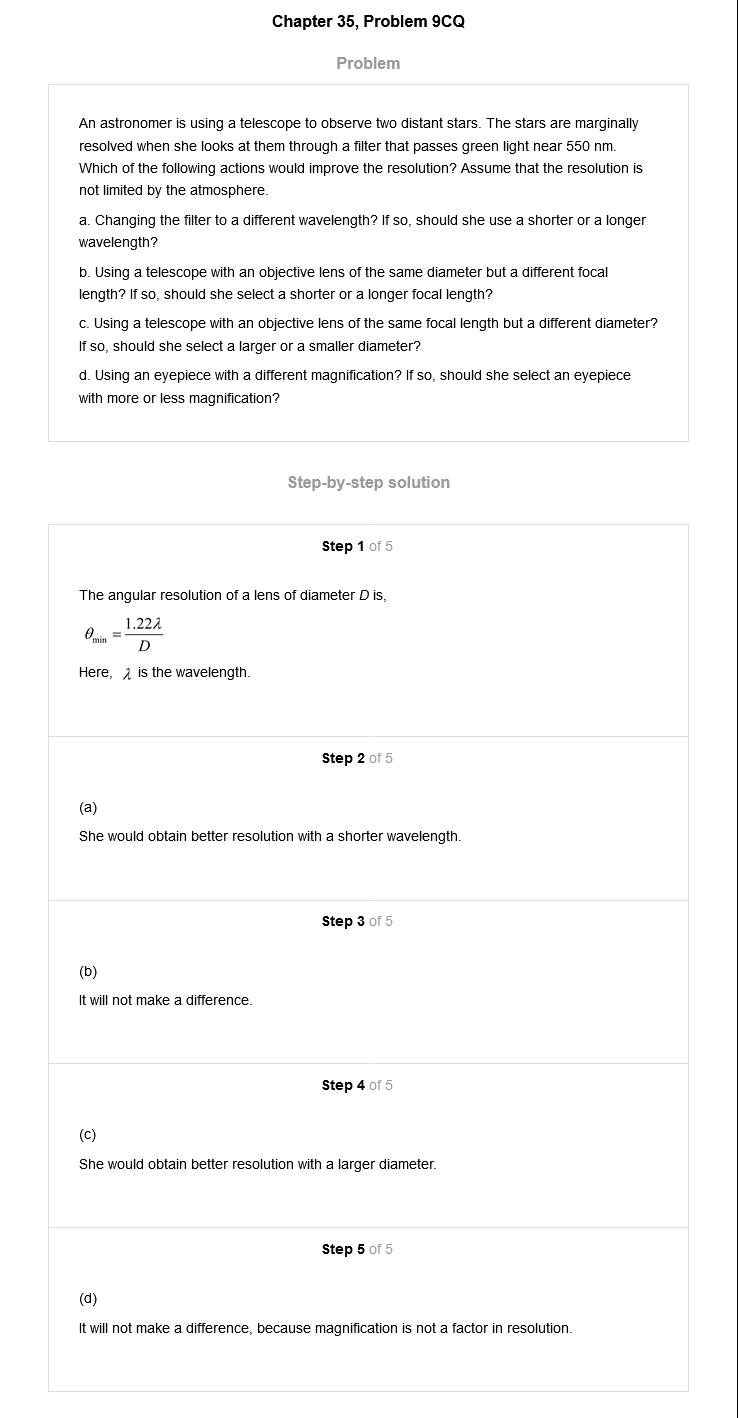 Chapter 35, Problem 9CQ
Problem
An astronomer is using a telescope to observe two distant stars. The stars are marginally
resolved when she looks at them through a filter that passes green light near 550 nm.
Which of the following actions would improve the resolution? Assume that the resolution is
not limited by the atmosphere.
a. Changing the filter to a different wavelength? If so, should she use a shorter or a longer
wavelength?
b. Using a telescope with an objective lens of the same diameter but a different focal
length? If so, should she select a shorter or a longer focal length?
c. Using a telescope with an objective lens of the same focal length but a different diameter?
If so, should she select a larger or a smaller diameter?
d. Using an eyepiece with a different magnification? If so, should she select an eyepiece
with more or less magnification?
Step-by-step solution
Step 1 of 5
The angular resolution of a lens of diameter D is,
θmin = 1.22λ / D
Here, λ is the wavelength.
Step 2 of 5
(a)
She would obtain better resolution with a shorter wavelength.
Step 3 of 5
(b)
It will not make a difference.
Step 4 of 5
(c)
She would obtain better resolution with a larger diameter.
Step 5 of 5
(d)
It will not make a difference, because magnification is not a factor in resolution.